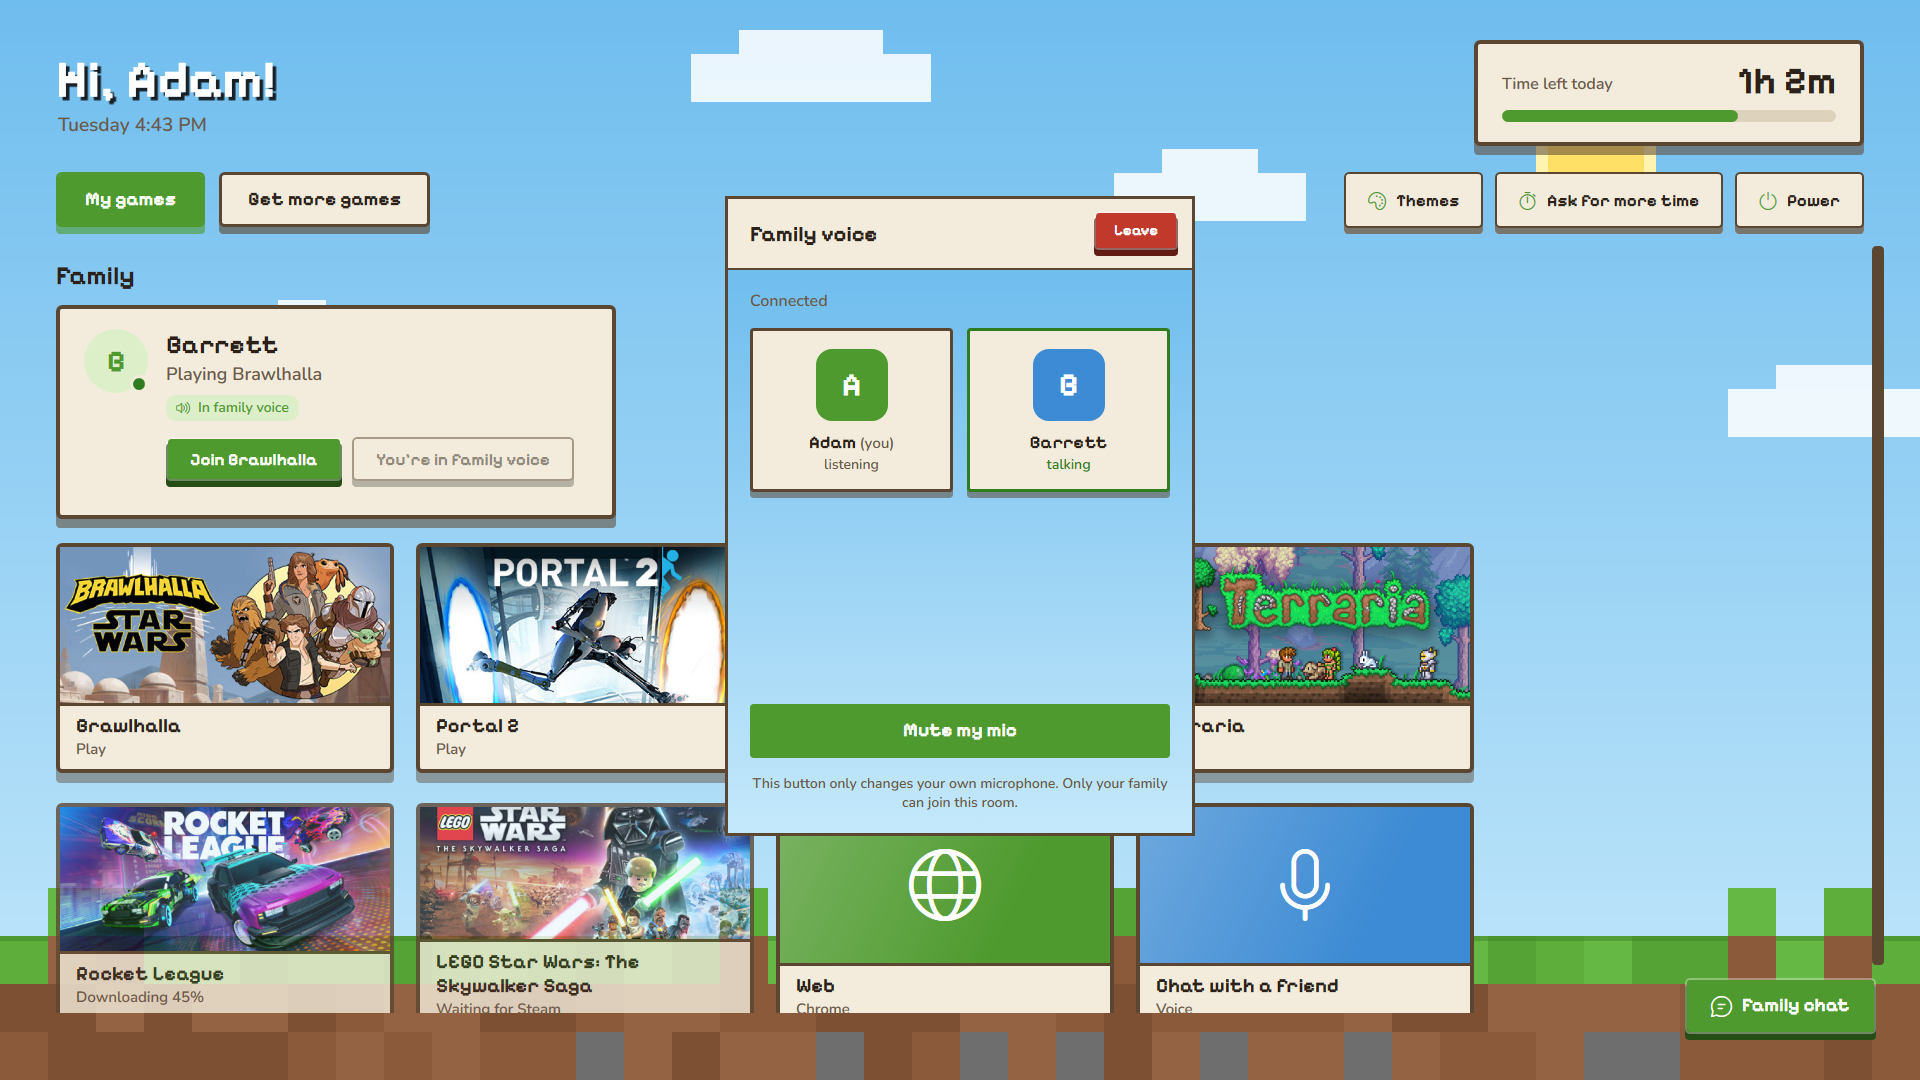 Hi, Adam!
Tuesday 4:43 PM
Time left today
1h 2m
My games
Get more games
Themes
Ask for more time
Power
Family
B
Barrett
Playing Brawlhalla
In family voice
Join Brawlhalla
You're in family voice
Family voice
Leave
Connected
A
Adam (you)
listening
B
Barrett
talking
Mute my mic
This button only changes your own microphone. Only your family
can join this room.
BRAWLHALLA
STAR
WARS
Brawlhalla
Play
PORTAL 2
Portal 2
Play
Terraria
raria
ROCKET
LEAGUE
Rocket League
Downloading 45%
LEGO
STAR
WARS
THE SKYWALKER SAGA
LEGO Star Wars: The
Skywalker Saga
Waiting for Steam
Web
Chrome
Chat with a friend
Voice
Family chat